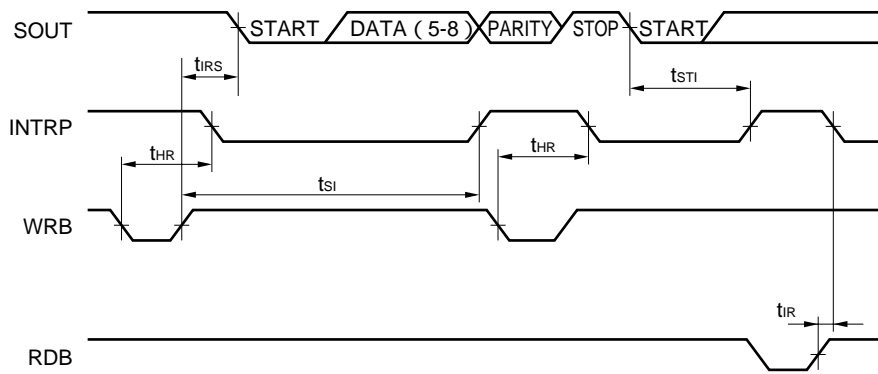 SOUT START DATA ( 5-8 ) PARITY STOP START
tIRS
tSTI
INTRP
tHR tHR
tSI
WRB
tIR
RDB